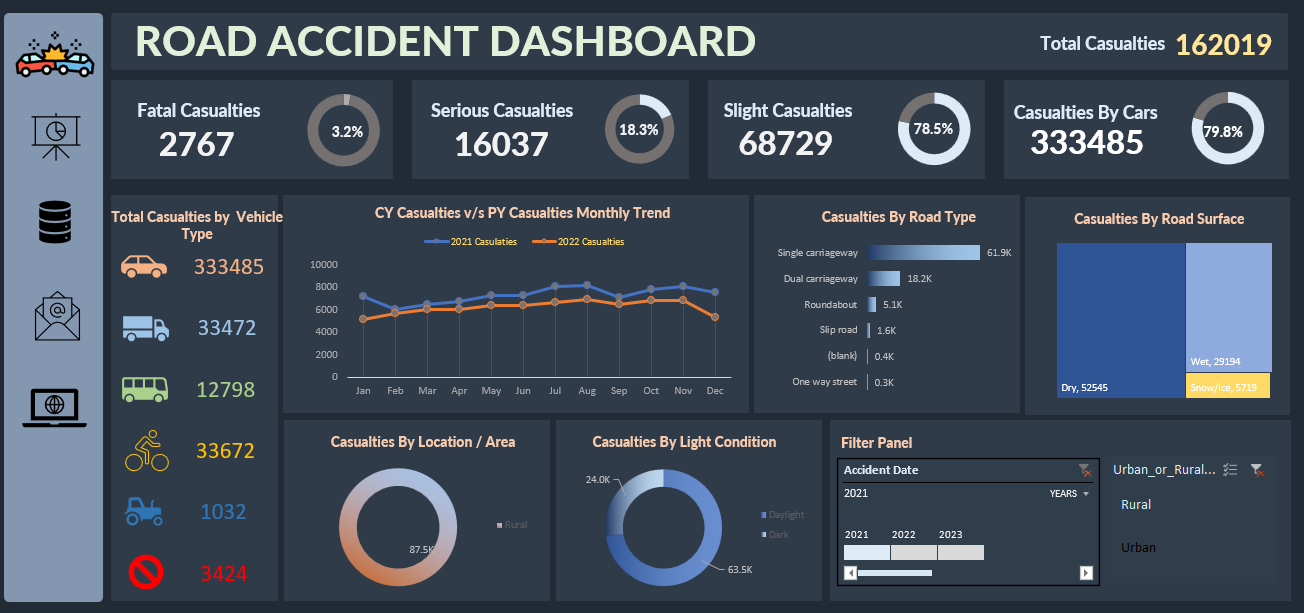 ROAD ACCIDENT DASHBOARD
Total Casualties 162019
Fatal Casualties
2767
3.2%
Serious Casualties
16037
18.3%
Slight Casualties
68729
78.5%
Casualties By Cars
333485
79.8%
Total Casualties by Vehicle
Type
333485
33472
12798
33672
1032
3424
CY Casualties v/s PY Casualties Monthly Trend
2021 Casulaties 2022 Casualties
10000
8000
6000
4000
2000
0
Jan Feb Mar Apr May Jun Jul Aug Sep Oct Nov Dec
Casualties By Road Type
Single carriageway 61.9K
Dual carriageway 18.2K
Roundabout 5.1K
Slip road 1.6K
(blank) 0.4K
One way street 0.3K
Casualties By Road Surface
Dry, 52545
Wet, 29194
Snow/Ice, 5719
Casualties By Location / Area
87.5K
Rural
Casualties By Light Condition
24.0K
63.5K
Daylight
Dark
Filter Panel
Accident Date
2021 YEARS
2021 2022 2023
Urban_or_Rural...
Rural
Urban